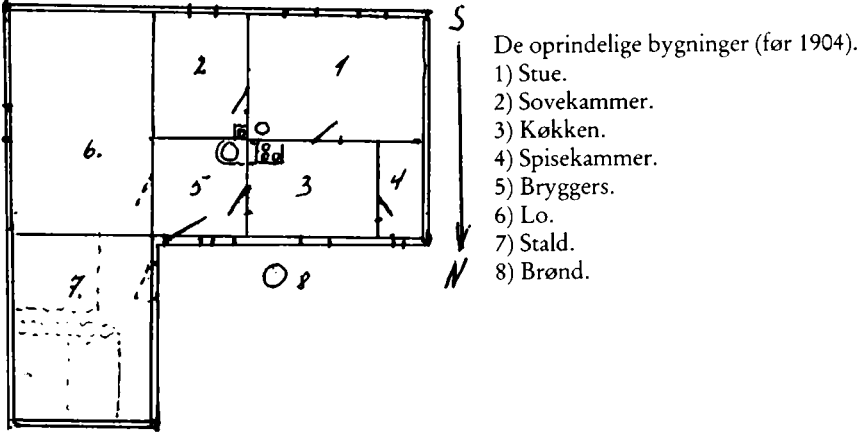 S
De oprindelige bygninger (før 1904).
1) Stue.
2) Sovekammer.
3) Køkken.
4) Spisekammer.
5) Bryggers.
6) Lo.
7) Stald.
8) Brønd.
N
2
1
6.
5
3
4
7.
8